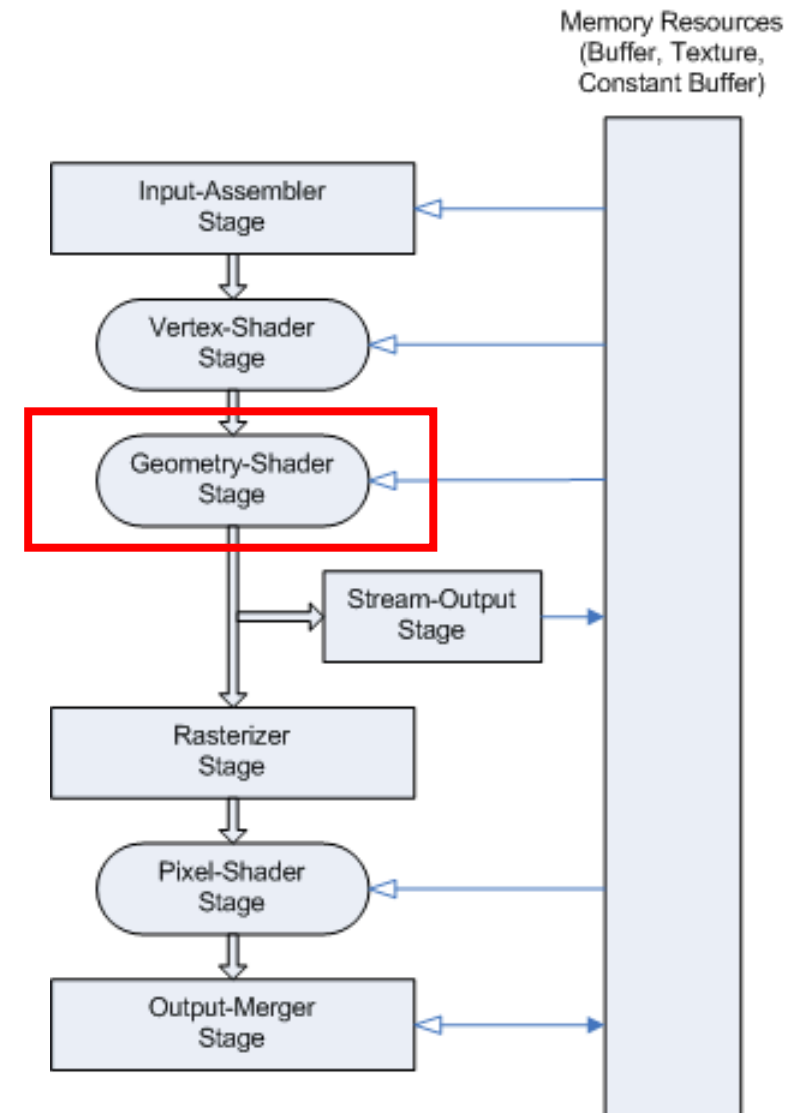 Memory Resources
(Buffer, Texture,
Constant Buffer)
Input-Assembler
Stage
Vertex-Shader
Stage
Geometry-Shader
Stage
Stream-Output
Stage
Rasterizer
Stage
Pixel-Shader
Stage
Output-Merger
Stage